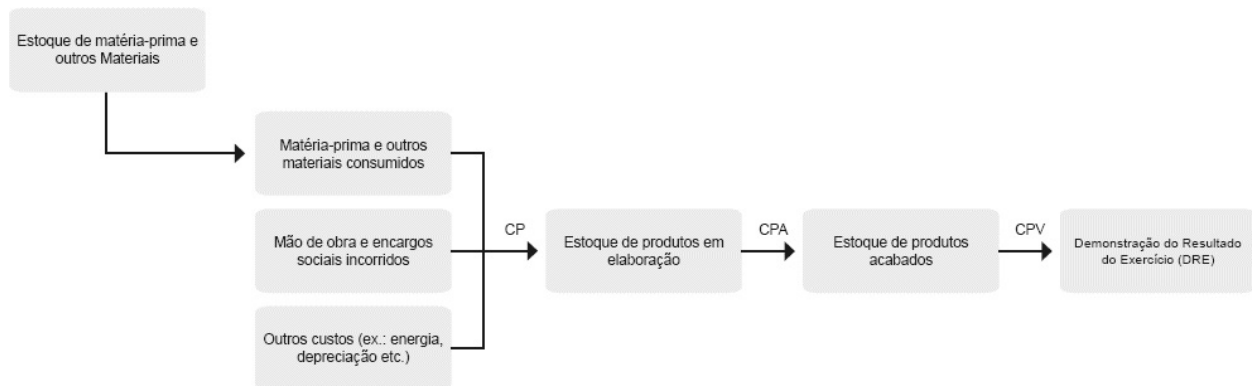 Estoque de matéria-prima e
outros Materiais
Matéria-prima e outros
materiais consumidos
Mão de obra e encargos
sociais incorridos
Outros custos (ex.: energia,
depreciação etc.)
CP
Estoque de produtos em
elaboração
CPA
Estoque de produtos
acabados
CPV
Demonstração do Resultado
do Exercício (DRE)